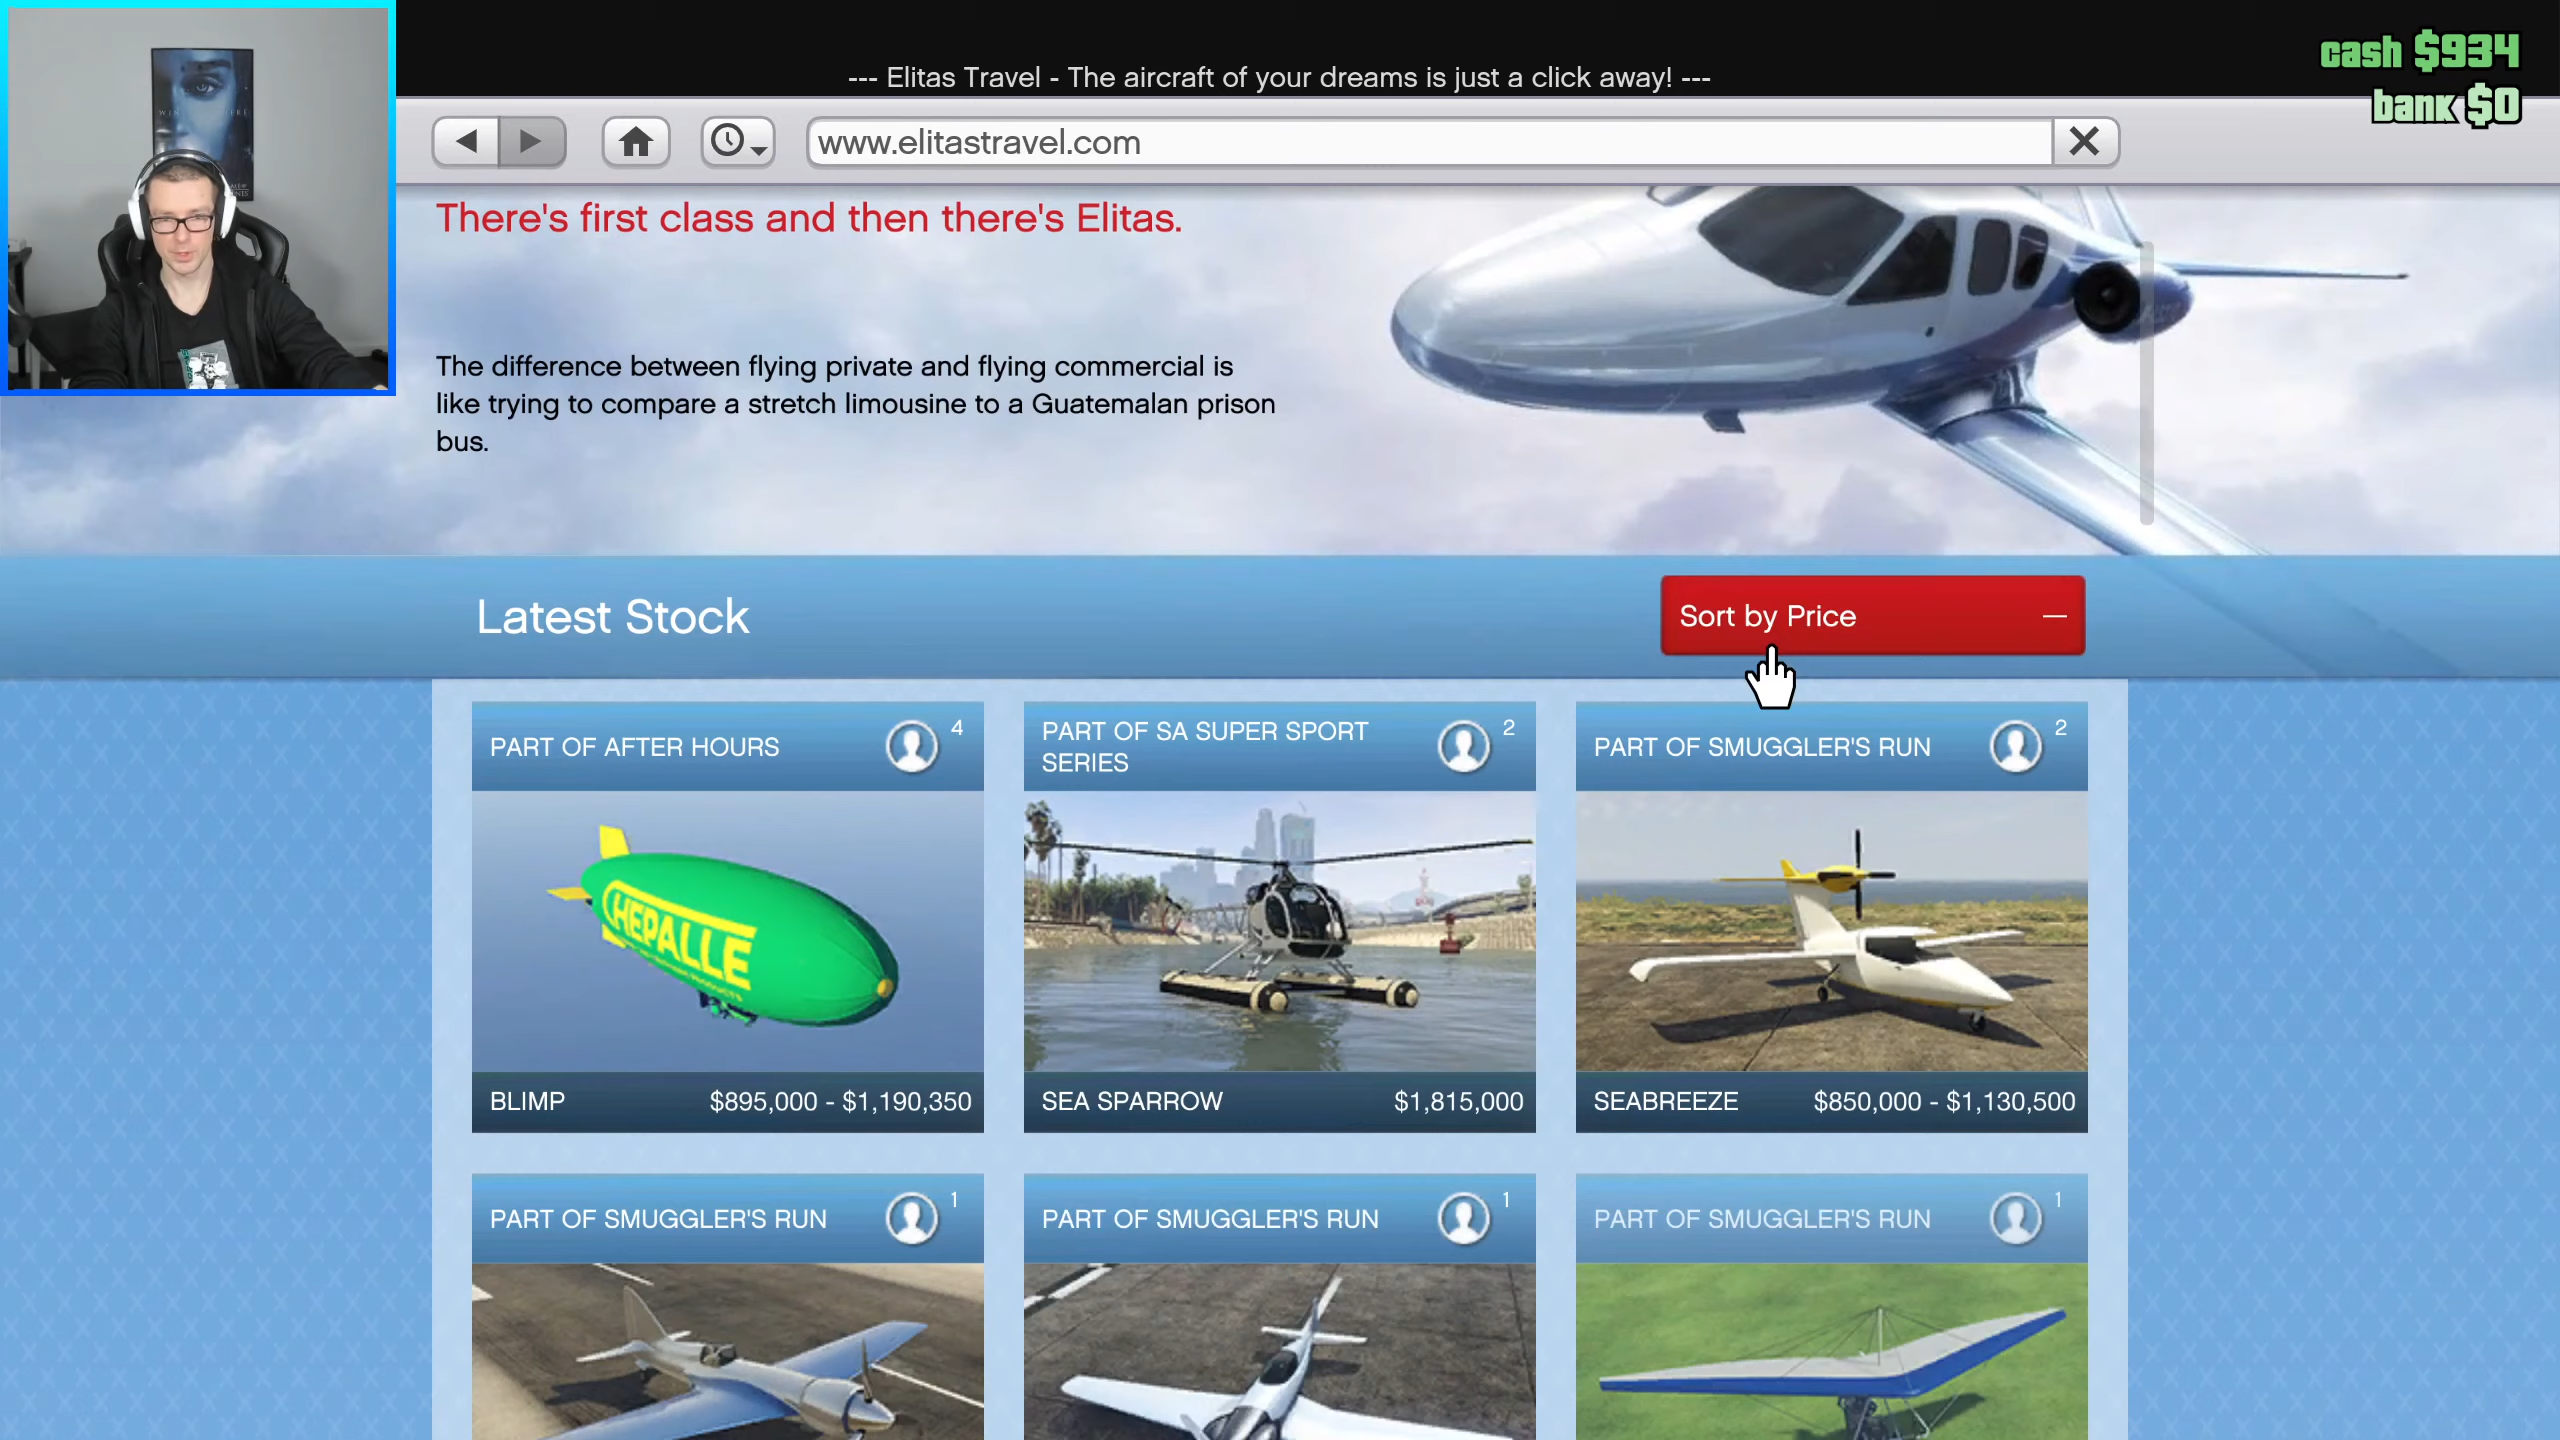 --- Elitas Travel - The aircraft of your dreams is just a click away! ---
cash $934
bank $0
www.elitastravel.com
There's first class and then there's Elitas.
The difference between flying private and flying commercial is
like trying to compare a stretch limousine to a Guatemalan prison
bus.
Latest Stock
Sort by Price
PART OF AFTER HOURS 4
PART OF SA SUPER SPORT
SERIES 2
PART OF SMUGGLER'S RUN 2
HEPALLE
BLIMP $895,000 - $1,190,350
SEA SPARROW $1,815,000
SEABREEZE $850,000 - $1,130,500
PART OF SMUGGLER'S RUN 1
PART OF SMUGGLER'S RUN 1
PART OF SMUGGLER'S RUN 1